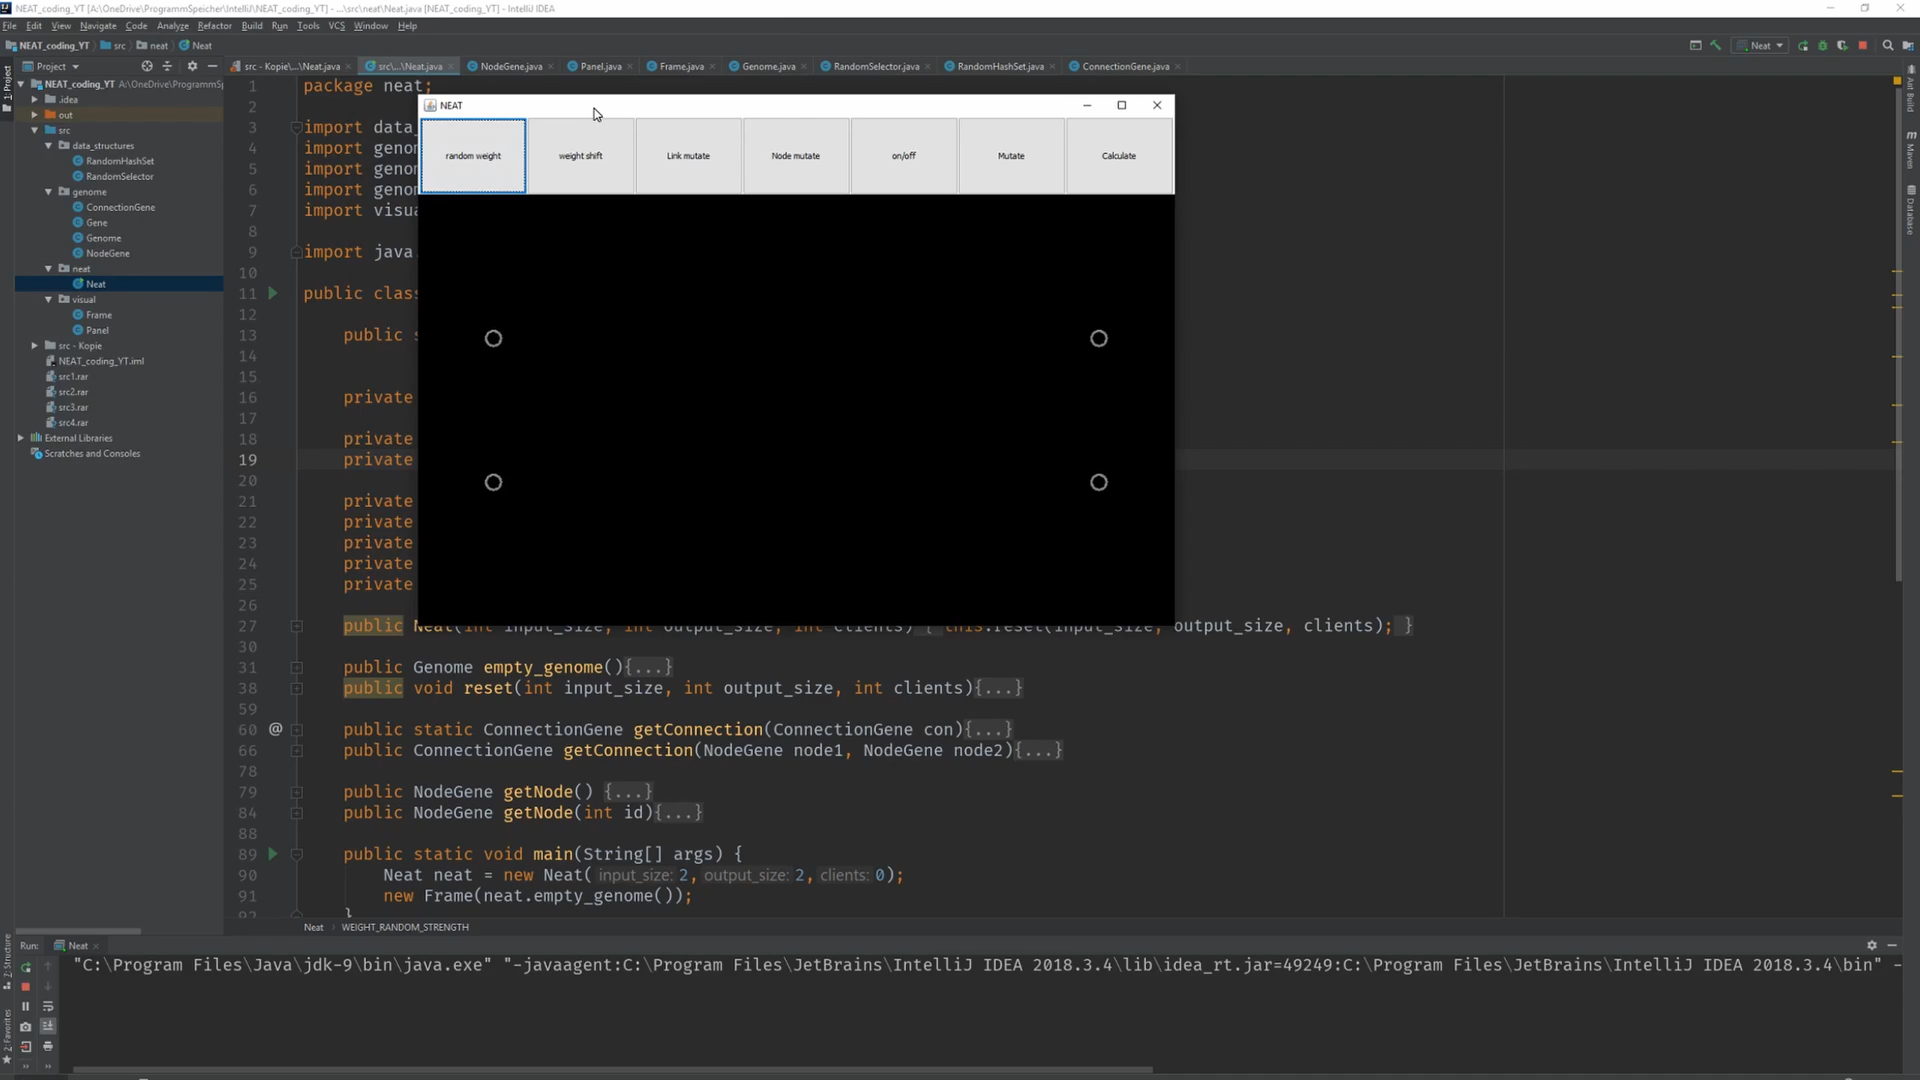 NEAT_coding_YT [A:\OneDrive\ProgrammSpeicher\IntelliJ\NEAT_coding_YT] - ...\src\neat\Neat.java [NEAT_coding_YT] - IntelliJ IDEA
File Edit View Navigate Code Analyze Refactor Build Run Tools VCS Window Help
NEAT_coding_YT src neat Neat Neat
Project src - Kopie\...\Neat.java src\...\Neat.java NodeGene.java Panel.java Frame.java Genome.java RandomSelector.java RandomHashSet.java ConnectionGene.java
1: Project
NEAT_coding_YT A:\OneDrive\ProgrammSp
.idea
out
src
data_structures
RandomHashSet
RandomSelector
genome
ConnectionGene
Gene
Genome
NodeGene
neat
Neat
visual
Frame
Panel
src - Kopie
NEAT_coding_YT.iml
src1.rar
src2.rar
src3.rar
src4.rar
External Libraries
Scratches and Consoles
1 package neat;
2
3 import data_
4 import genom
5 import genom
6 import genom
7 import visua
8
9 import java.
10
11 public class
12
13 public s
14
15
16 private
17
18 private
19 private
20
21 private
22 private
23 private
24 private
25 private
26
27 public Neat(int input_size, int output_size, int clients) { this.reset(input_size, output_size, clients); }
30
31 public Genome empty_genome(){...}
38 public void reset(int input_size, int output_size, int clients){...}
59
60 @ public static ConnectionGene getConnection(ConnectionGene con){...}
66 public ConnectionGene getConnection(NodeGene node1, NodeGene node2){...}
78
79 public NodeGene getNode() {...}
84 public NodeGene getNode(int id){...}
88
89 public static void main(String[] args) {
90 Neat neat = new Neat( input_size: 2, output_size: 2, clients: 0);
91 new Frame(neat.empty_genome());
92 }
NEAT
random weight weight shift Link mutate Node mutate on/off Mutate Calculate
Ant Build
Maven
Database
Neat WEIGHT_RANDOM_STRENGTH
Run: Neat
"C:\Program Files\Java\jdk-9\bin\java.exe" "-javaagent:C:\Program Files\JetBrains\IntelliJ IDEA 2018.3.4\lib\idea_rt.jar=49249:C:\Program Files\JetBrains\IntelliJ IDEA 2018.3.4\bin" -
Z: Structure
2: Favorites